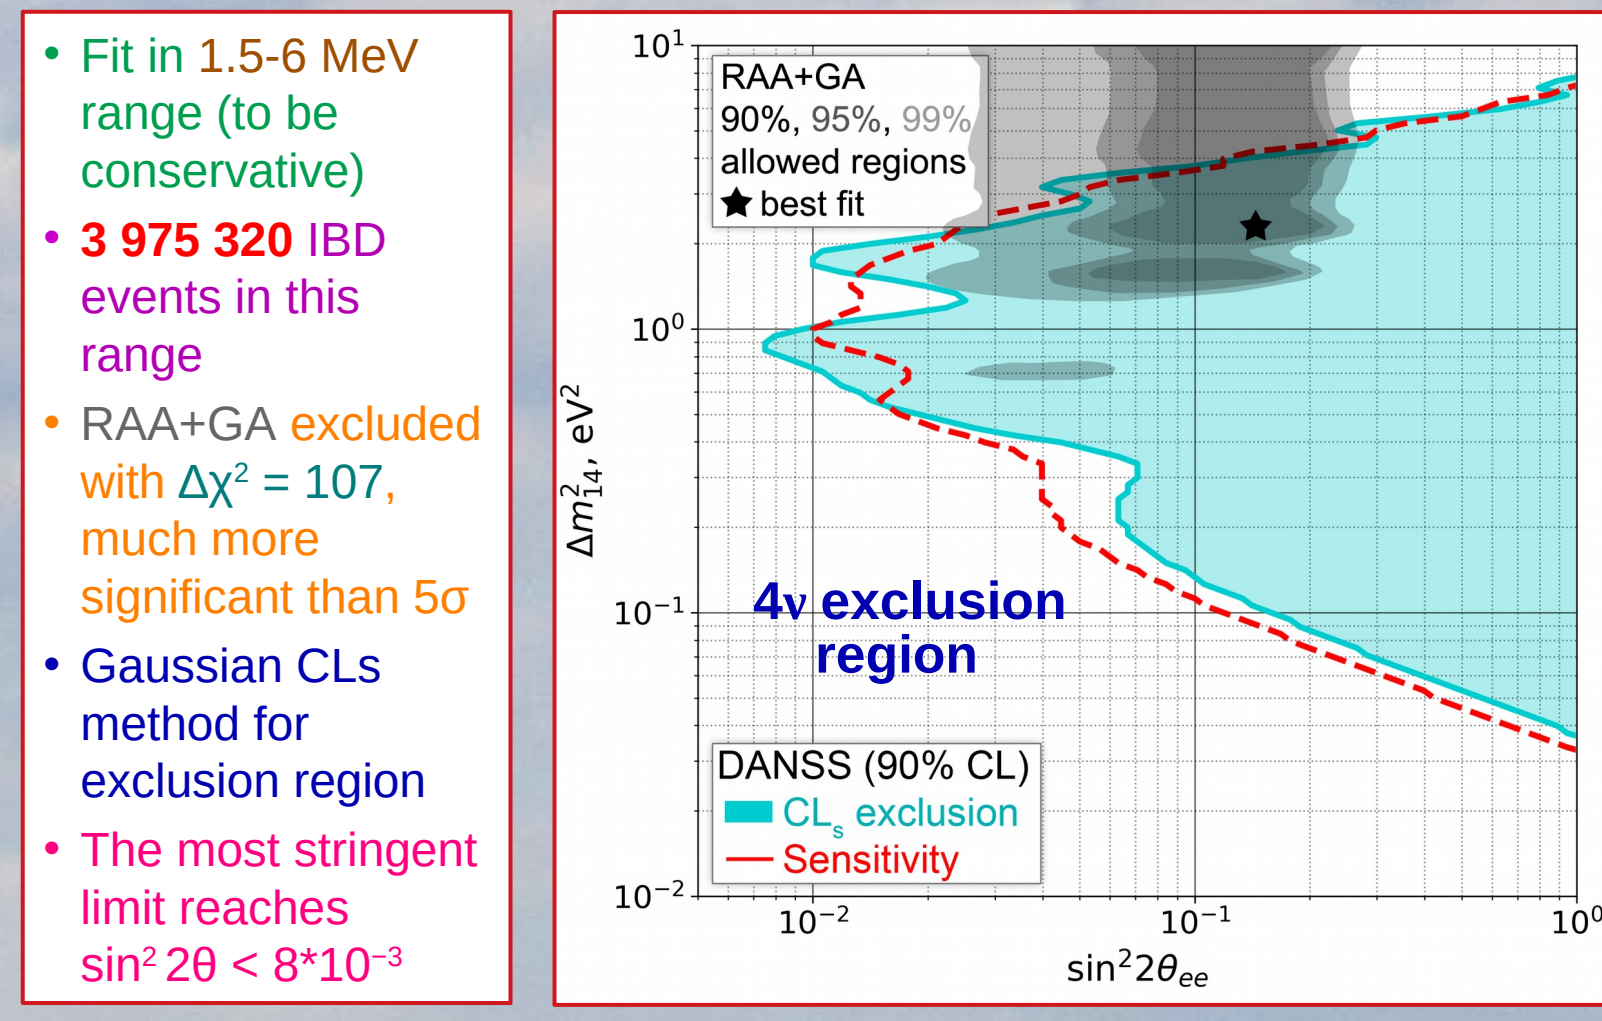 • Fit in 1.5-6 MeV
range (to be
conservative)
• 3 975 320 IBD
events in this
range
• RAA+GA excluded
with Δχ² = 107,
much more
significant than 5σ
• Gaussian CLs
method for
exclusion region
• The most stringent
limit reaches
sin² 2θ < 8*10⁻³
10¹
RAA+GA
90%, 95%, 99%
allowed regions
★ best fit
10⁰
Δm²₁₄, eV²
10⁻¹
4ν exclusion
region
DANSS (90% CL)
CLₛ exclusion
Sensitivity
10⁻²
10⁻² 10⁻¹ 10⁰
sin²2θₑₑ